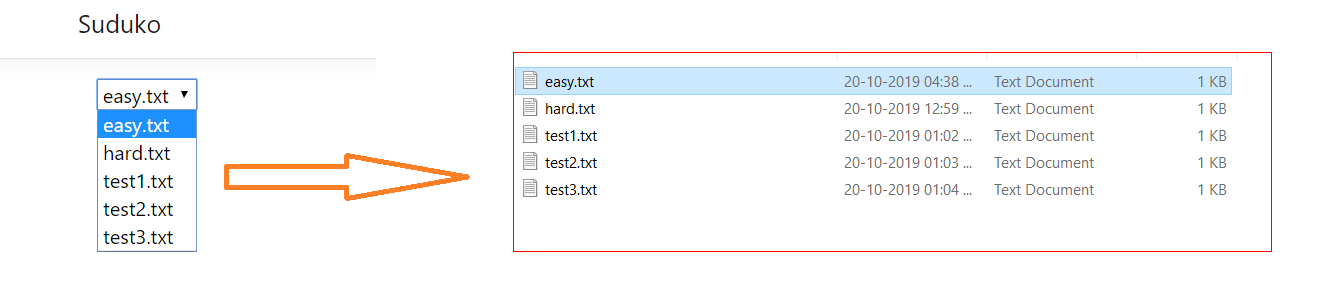 Suduko
easy.txt
easy.txt
hard.txt
test1.txt
test2.txt
test3.txt
easy.txt 20-10-2019 04:38 ... Text Document 1 KB
hard.txt 20-10-2019 12:59 ... Text Document 1 KB
test1.txt 20-10-2019 01:02 ... Text Document 1 KB
test2.txt 20-10-2019 01:03 ... Text Document 1 KB
test3.txt 20-10-2019 01:04 ... Text Document 1 KB